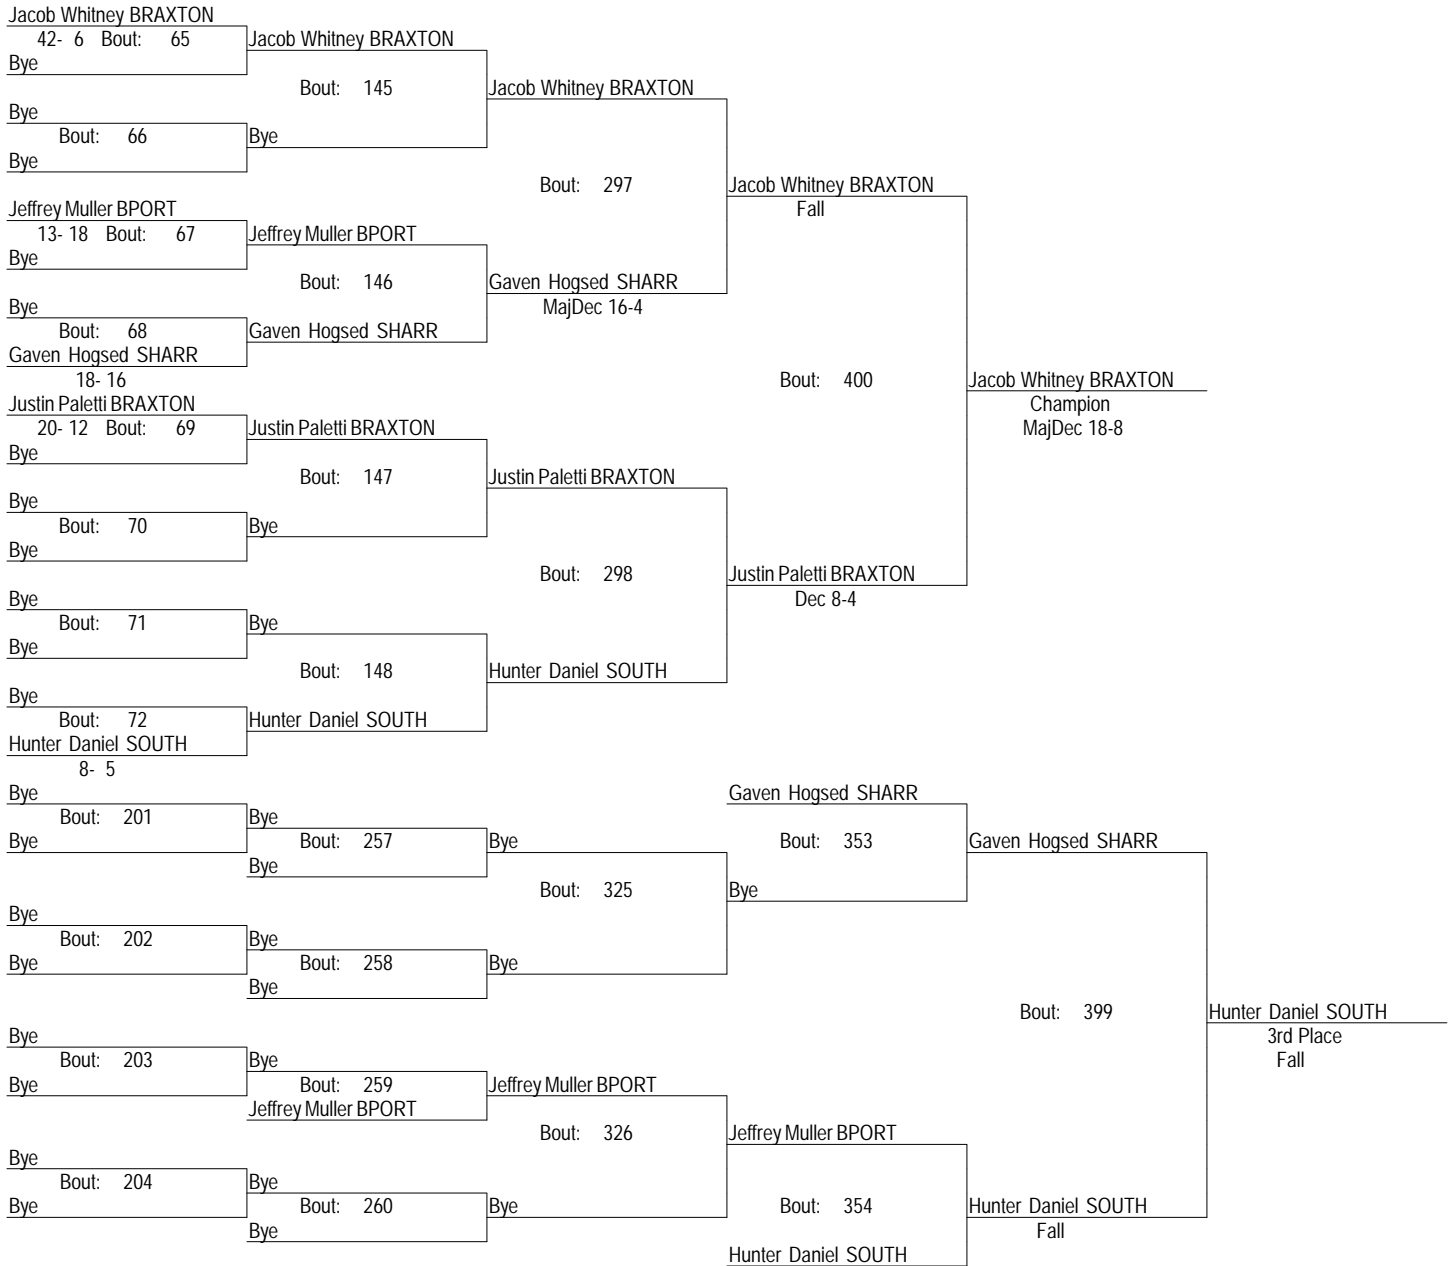 Jacob Whitney BRAXTON
42- 6 Bout: 65 Jacob Whitney BRAXTON
Bye
Bout: 145 Jacob Whitney BRAXTON
Bye
Bout: 66 Bye
Bye
Bout: 297 Jacob Whitney BRAXTON
Fall
Jeffrey Muller BPORT
13- 18 Bout: 67 Jeffrey Muller BPORT
Bye
Bout: 146 Gaven Hogsed SHARR
MajDec 16-4
Bye
Bout: 68 Gaven Hogsed SHARR
Gaven Hogsed SHARR
18- 16
Bout: 400 Jacob Whitney BRAXTON
Champion
MajDec 18-8
Justin Paletti BRAXTON
20- 12 Bout: 69 Justin Paletti BRAXTON
Bye
Bout: 147 Justin Paletti BRAXTON
Bye
Bout: 70 Bye
Bye
Bout: 298 Justin Paletti BRAXTON
Dec 8-4
Bye
Bout: 71 Bye
Bye
Bout: 148 Hunter Daniel SOUTH
Bye
Bout: 72 Hunter Daniel SOUTH
Hunter Daniel SOUTH
8- 5
Bye Gaven Hogsed SHARR
Bout: 201 Bye
Bye Bout: 257 Bye Bout: 353 Gaven Hogsed SHARR
Bye
Bout: 325 Bye
Bye
Bout: 202 Bye
Bye Bout: 258 Bye
Bye
Bout: 399 Hunter Daniel SOUTH
3rd Place
Fall
Bye
Bout: 203 Bye
Bye Bout: 259 Jeffrey Muller BPORT
Jeffrey Muller BPORT
Bout: 326 Jeffrey Muller BPORT
Bye
Bout: 204 Bye
Bye Bout: 260 Bye Bout: 354 Hunter Daniel SOUTH
Bye Fall
Hunter Daniel SOUTH